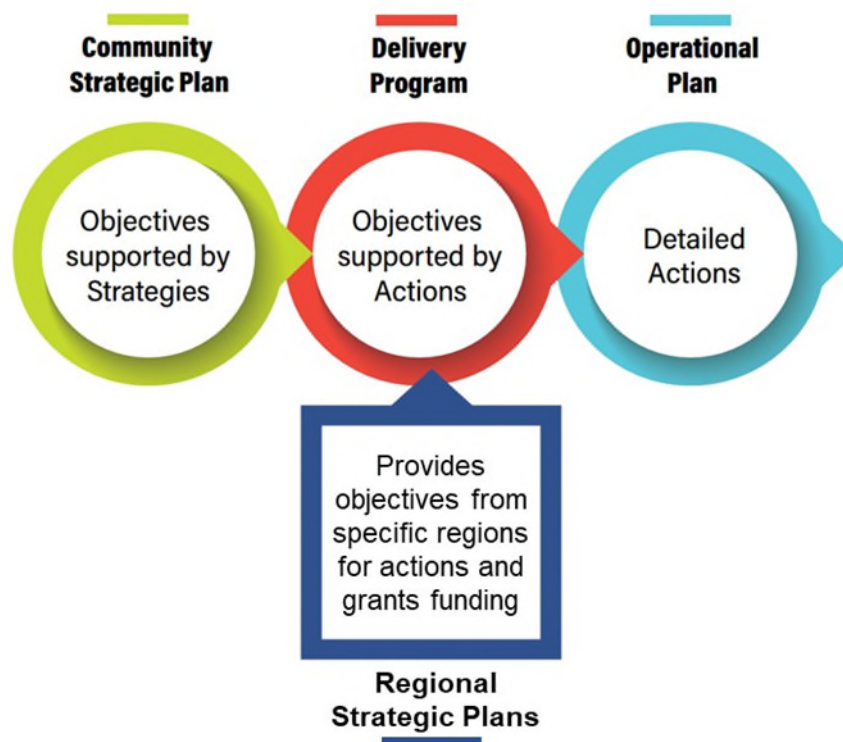 Community
Strategic Plan
Delivery
Program
Operational
Plan
Objectives
supported by
Strategies
Objectives
supported by
Actions
Detailed
Actions
Provides
objectives from
specific regions
for actions and
grants funding
Regional
Strategic Plans